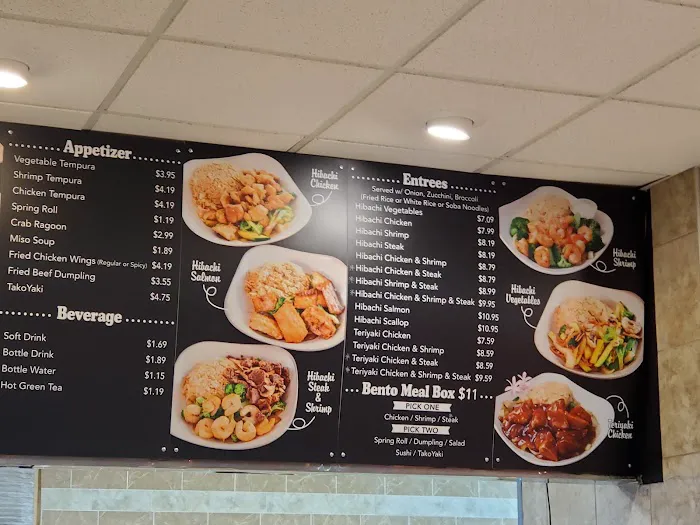 Appetizer
Vegetable Tempura $3.95
Shrimp Tempura $4.19
Chicken Tempura $4.19
Spring Roll $1.19
Crab Ragoon $2.99
Miso Soup $1.89
Fried Chicken Wings (Regular or Spicy) $4.19
Fried Beef Dumpling $3.55
TakoYaki $4.75
Beverage
Soft Drink $1.69
Bottle Drink $1.89
Bottle Water $1.15
Hot Green Tea $1.19
Hibachi
Chicken
Hibachi
Salmon
Hibachi
Steak
&
Shrimp
Entrees
Served w/ Onion, Zucchini, Broccoli
(Fried Rice or White Rice or Soba Noodles)
Hibachi Vegetables $7.09
Hibachi Chicken $7.99
Hibachi Shrimp $8.19
Hibachi Steak $8.19
Hibachi Chicken & Shrimp $8.79
*Hibachi Chicken & Steak $8.79
*Hibachi Shrimp & Steak $8.99
*Hibachi Chicken & Shrimp & Steak $9.95
Hibachi Salmon $10.95
Hibachi Scallop $10.95
Teriyaki Chicken $7.59
Teriyaki Chicken & Shrimp $8.59
*Teriyaki Chicken & Steak $8.59
*Teriyaki Chicken & Shrimp & Steak $9.59
Bento Meal Box $11
PICK ONE
Chicken / Shrimp / Steak
PICK TWO
Spring Roll / Dumpling / Salad
Sushi / TakoYaki
Hibachi
Shrimp
Hibachi
Vegetables
Teriyaki
Chicken